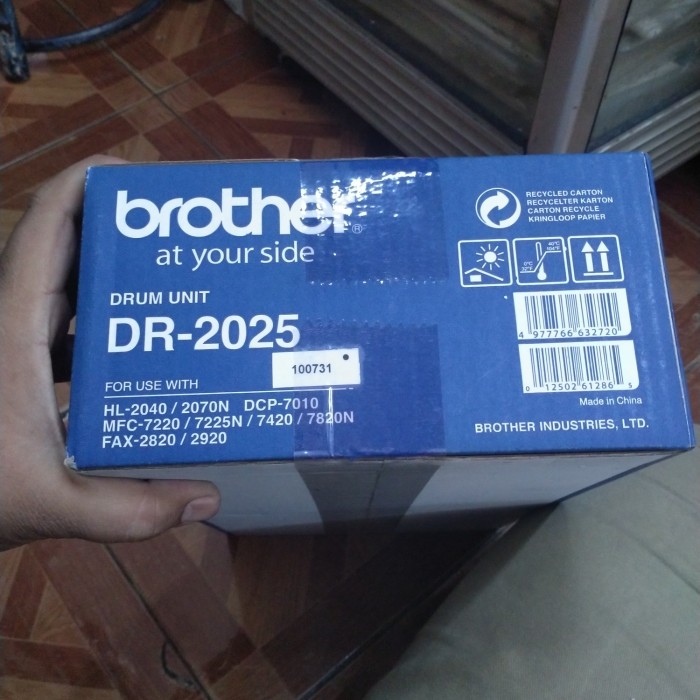 brother®
at your side
DRUM UNIT
DR-2025
100731
FOR USE WITH
HL-2040 / 2070N DCP-7010
MFC-7220 / 7225N / 7420 / 7820N
FAX-2820 / 2920
RECYCLED CARTON
RECYCELTER KARTON
CARTON RECYCLE
KRINGLOOP PAPIER
40°C
104°F
0°C
32°F
4 977766 632720
0 12502 61286 5
Made in China
BROTHER INDUSTRIES, LTD.